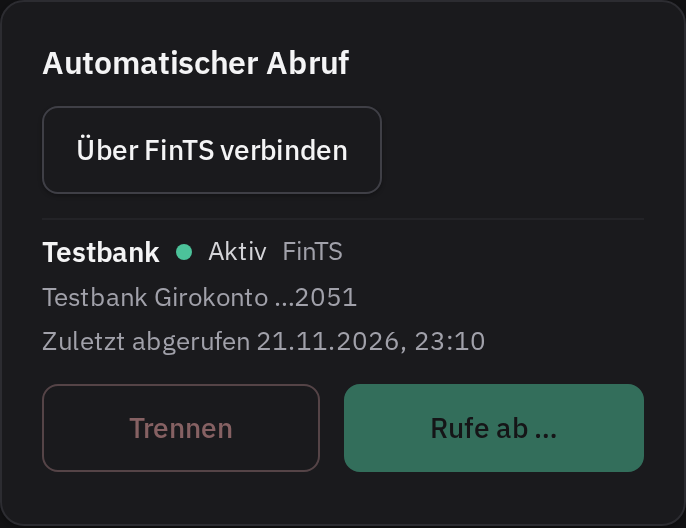 Automatischer Abruf
Über FinTS verbinden
Testbank Aktiv FinTS
Testbank Girokonto …2051
Zuletzt abgerufen 21.11.2026, 23:10
Trennen Rufe ab …